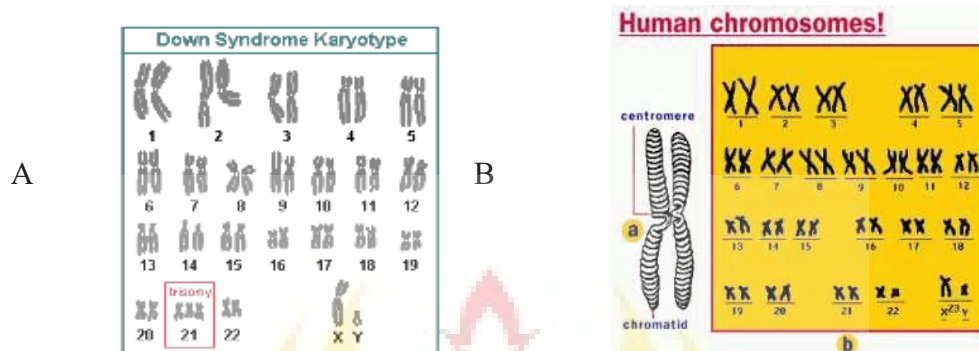 A
Down Syndrome Karyotype
1 2 3 4 5
6 7 8 9 10 11 12
13 14 15 16 17 18 19
trisomy
20 21 22 X Y
B
Human chromosomes!
centromere
a
chromatid
1 2 3 4 5
6 7 8 9 10 11 12
13 14 15 16 17 18
19 20 21 22 X 23 Y
b